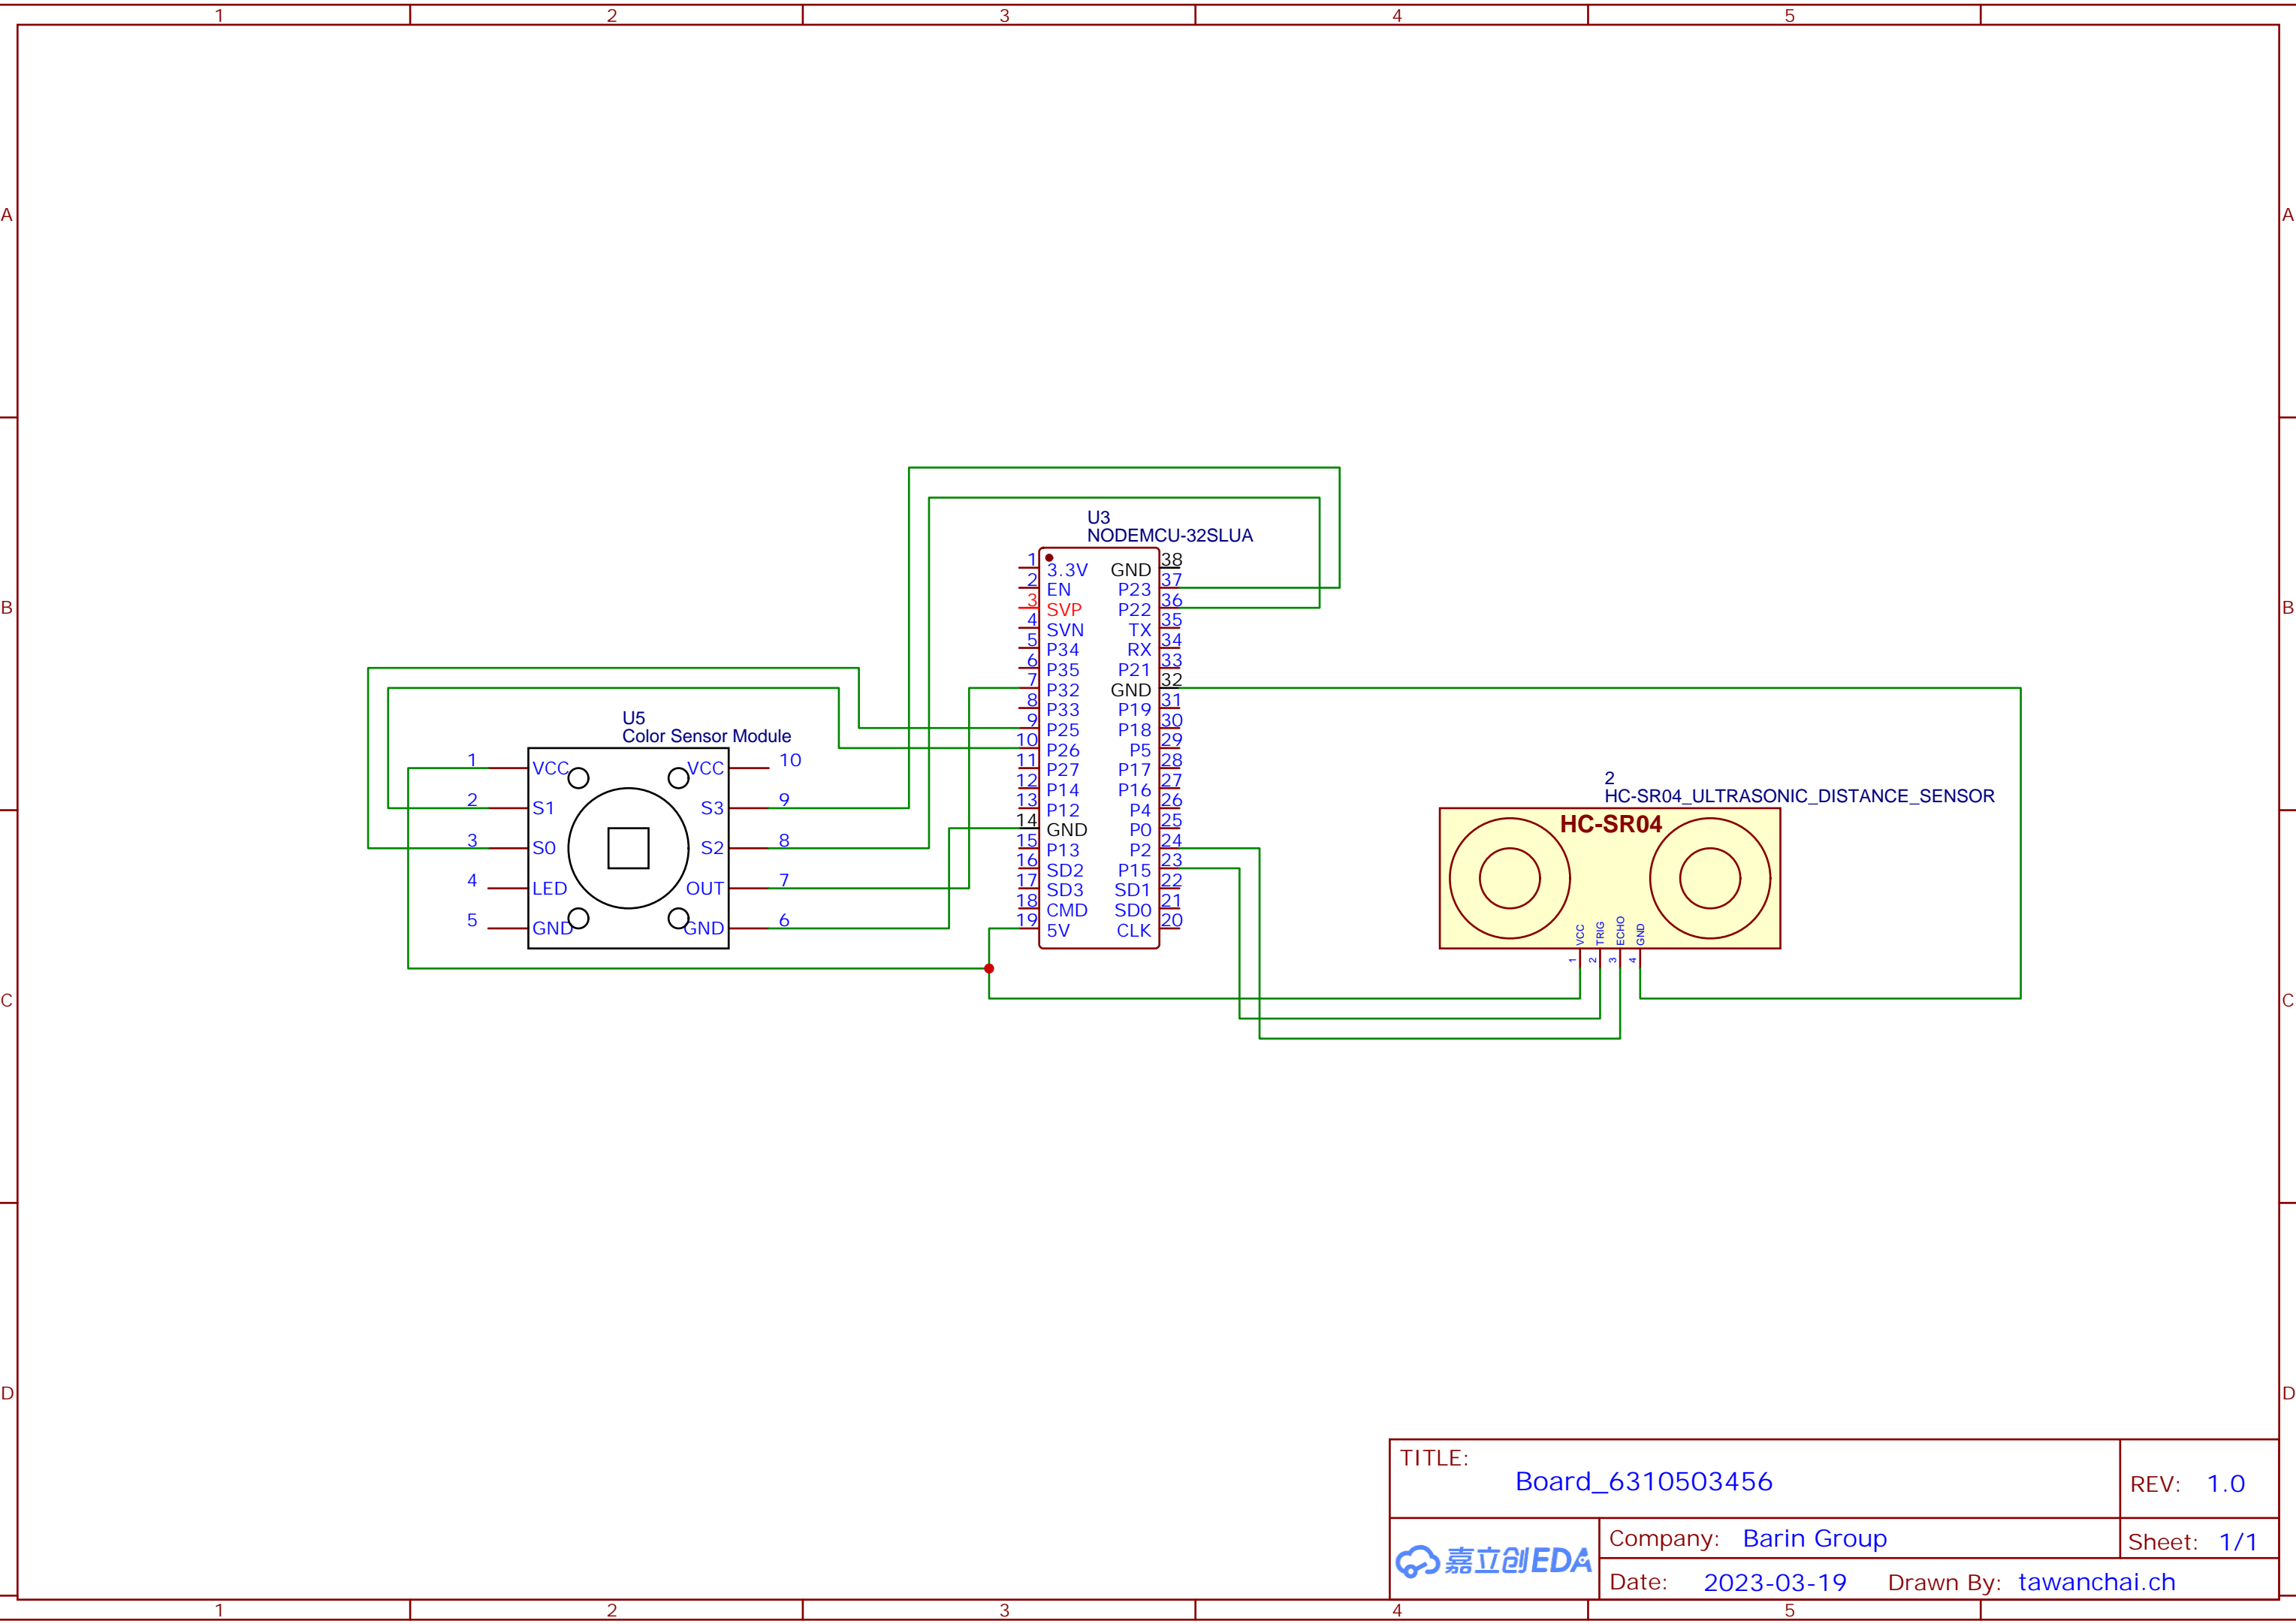 1 2 3 4 5
A A
B B
C C
D D
U3
NODEMCU-32SLUA
1 3.3V GND 38
2 EN P23 37
3 SVP P22 36
4 SVN TX 35
5 P34 RX 34
6 P35 P21 33
7 P32 GND 32
8 P33 P19 31
9 P25 P18 30
10 P26 P5 29
11 P27 P17 28
12 P14 P16 27
13 P12 P4 26
14 GND P0 25
15 P13 P2 24
16 SD2 P15 23
17 SD3 SD1 22
18 CMD SD0 21
19 5V CLK 20
U5
Color Sensor Module
1 VCC VCC 10
2 S1 S3 9
3 S0 S2 8
4 LED OUT 7
5 GND GND 6
2
HC-SR04_ULTRASONIC_DISTANCE_SENSOR
HC-SR04
VCC TRIG ECHO GND
1 2 3 4
TITLE:
Board_6310503456
REV: 1.0
嘉立创EDA
Company: Barin Group
Sheet: 1/1
Date: 2023-03-19 Drawn By: tawanchai.ch
1 2 3 4 5